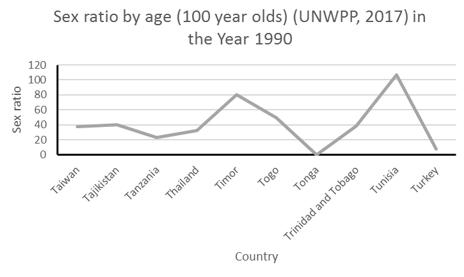 Sex ratio by age (100 year olds) (UNWPP, 2017) in
the Year 1990
120
100
80
60
40
20
0
Sex ratio
Taiwan
Tajikistan
Tanzania
Thailand
Timor
Togo
Tonga
Trinidad and Tobago
Tunisia
Turkey
Country